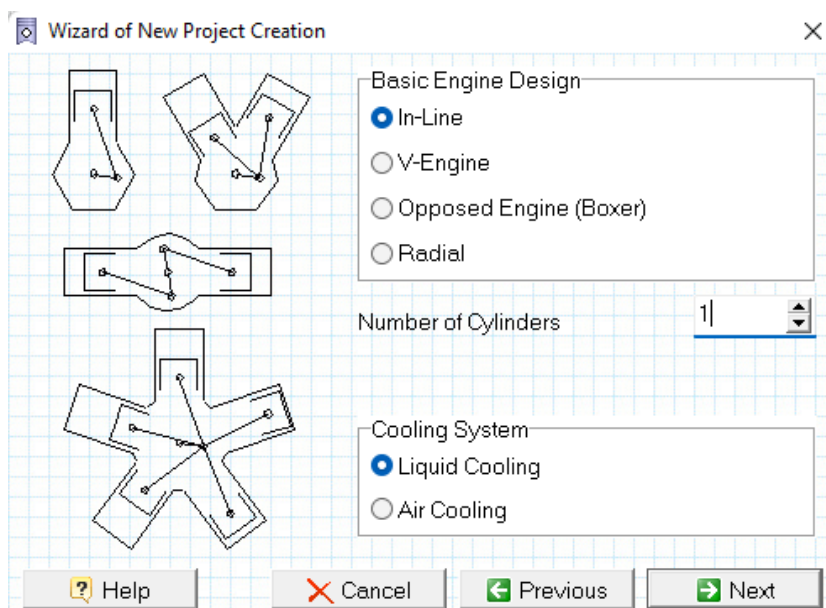 Wizard of New Project Creation
Basic Engine Design
In-Line
V-Engine
Opposed Engine (Boxer)
Radial
Number of Cylinders 1
Cooling System
Liquid Cooling
Air Cooling
? Help Cancel Previous Next